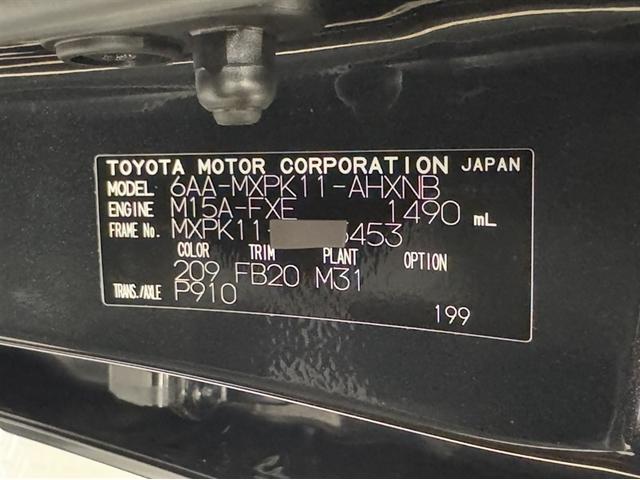 TOYOTA MOTOR CORPORATION JAPAN
MODEL 6AA-MXPK11-AHXNB
ENGINE M15A-FXE 1490 mL
FRAME No. MXPK11 6453
COLOR TRIM PLANT OPTION
209 FB20 M31
TRANS./AXLE P910
199